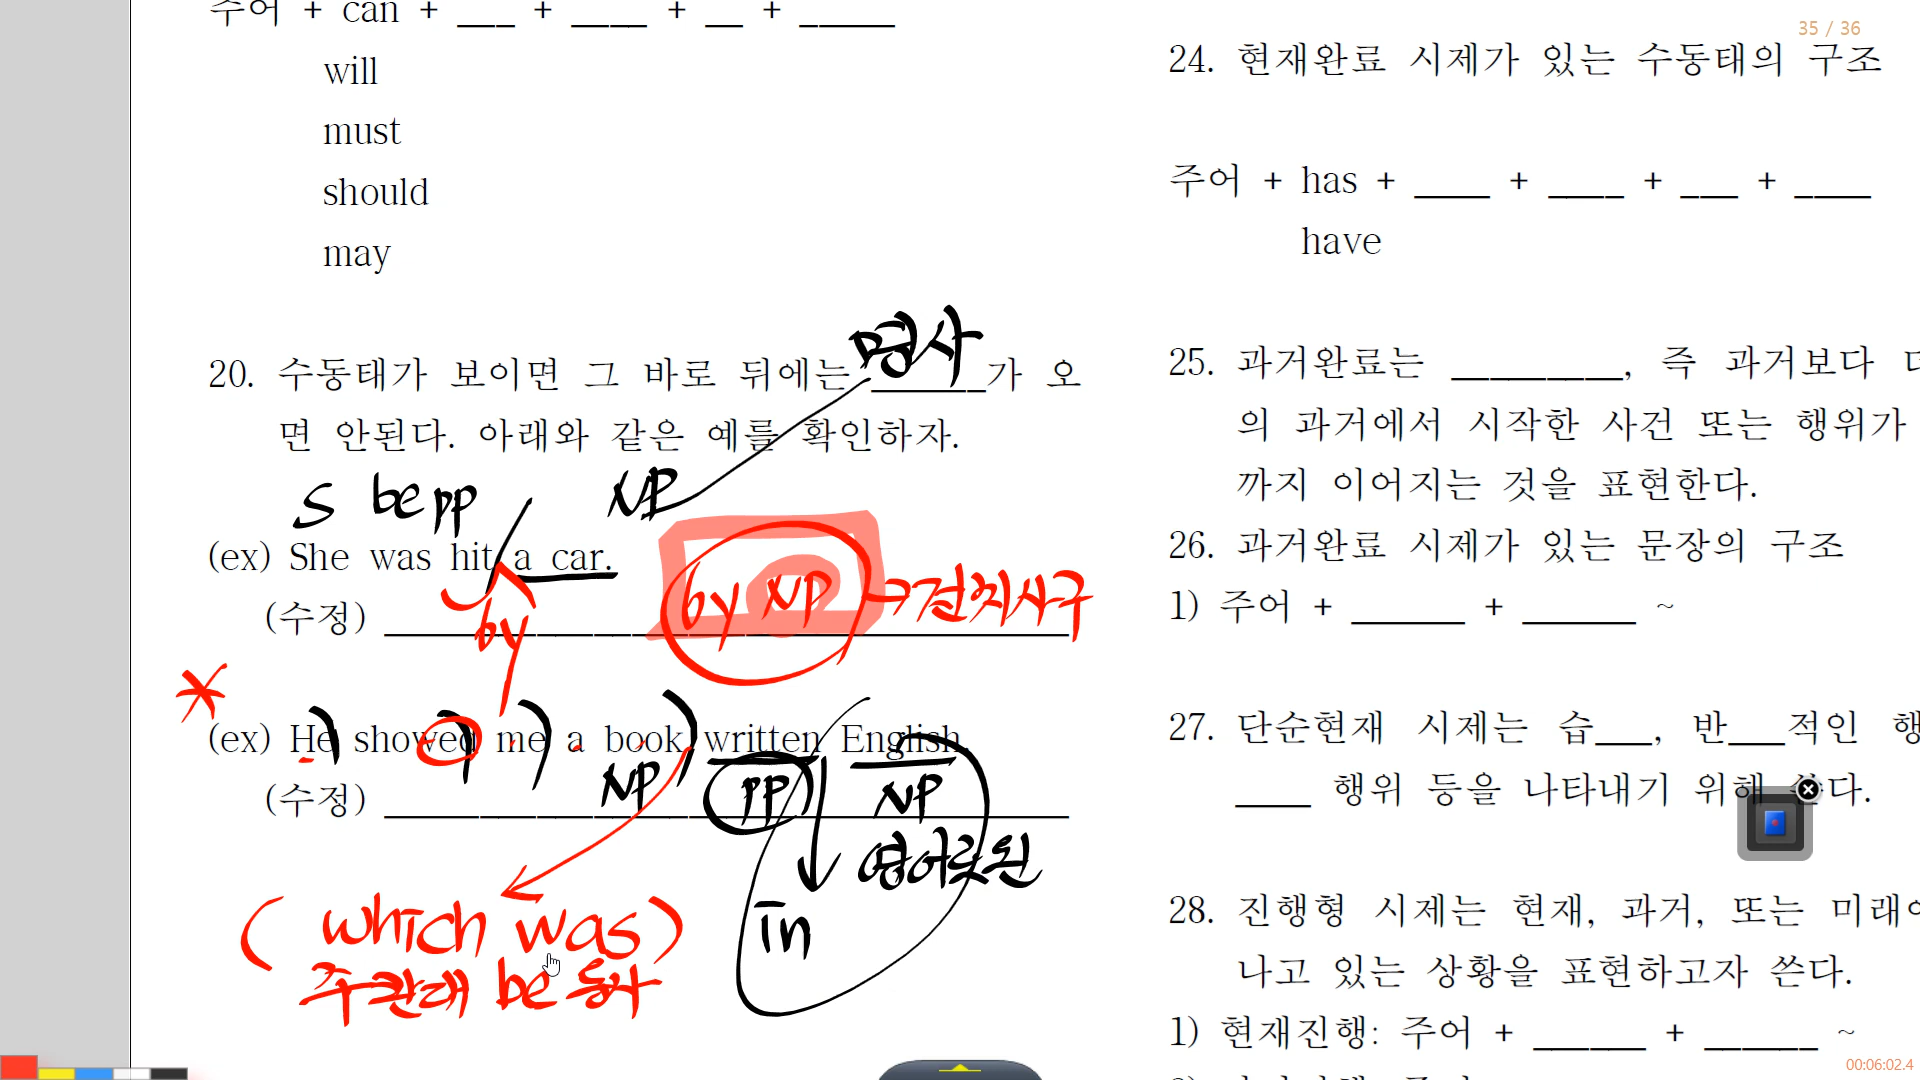 주어 + can + ___ + ____ + __ + _____
will
must
should
may
명사
20. 수동태가 보이면 그 바로 뒤에는 ______가 오
면 안된다. 아래와 같은 예를 확인하자.
S be pp NP
(ex) She was hit a car.
by
by NP → 전치사구
(수정) ____________________
(ex) He showed me a book written English.
NP pp NP
(수정) ____________________
영어로 된
in
( which was )
주관대 be 동사
35 / 36
24. 현재완료 시제가 있는 수동태의 구조
주어 + has + ____ + ____ + ___ + ____
have
25. 과거완료는 _________, 즉 과거보다 더
의 과거에서 시작한 사건 또는 행위가
까지 이어지는 것을 표현한다.
26. 과거완료 시제가 있는 문장의 구조
1) 주어 + ______ + ______ ~
27. 단순현재 시제는 습___, 반___적인 행
____ 행위 등을 나타내기 위해 쓴다.
28. 진행형 시제는 현재, 과거, 또는 미래에
나고 있는 상황을 표현하고자 쓴다.
1) 현재진행: 주어 + ______ + ______ ~
00:06:02.4